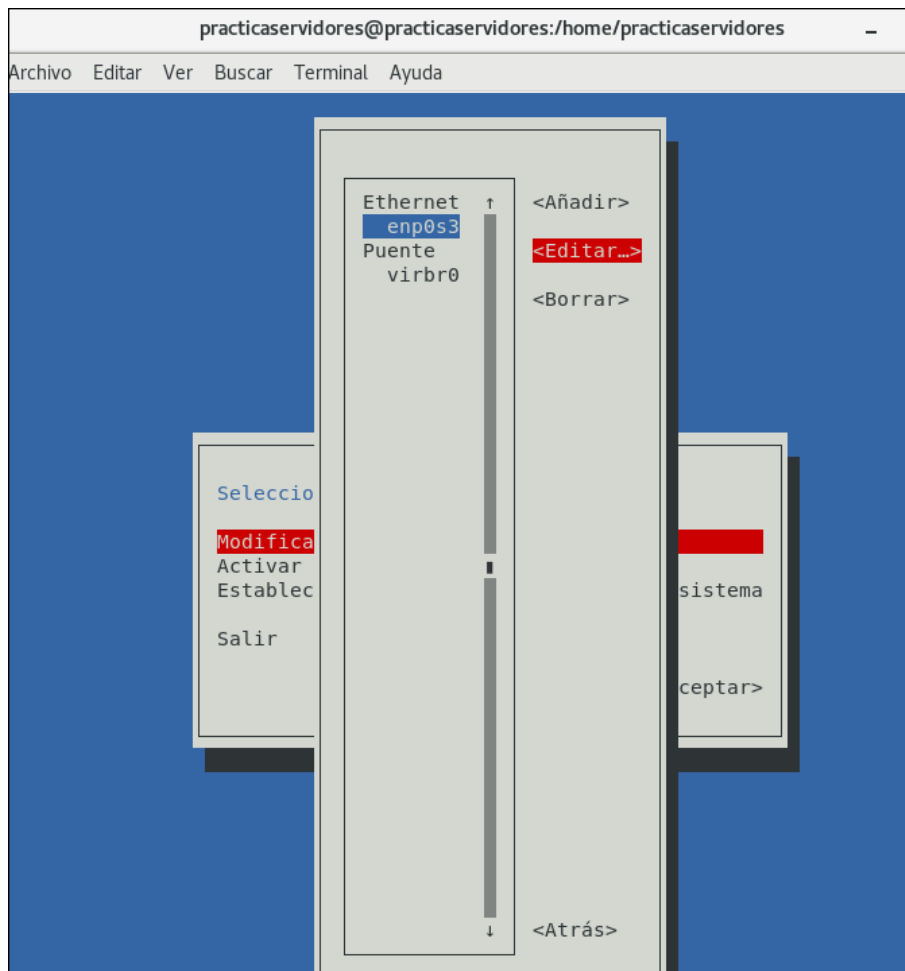 practicaservidores@practicaservidores:/home/practicaservidores
Archivo Editar Ver Buscar Terminal Ayuda
Ethernet ↑ <Añadir>
enp0s3
Puente <Editar…>
virbr0
<Borrar>
Seleccio
Modifica
Activar
Establec sistema
Salir
ceptar>
↓ <Atrás>